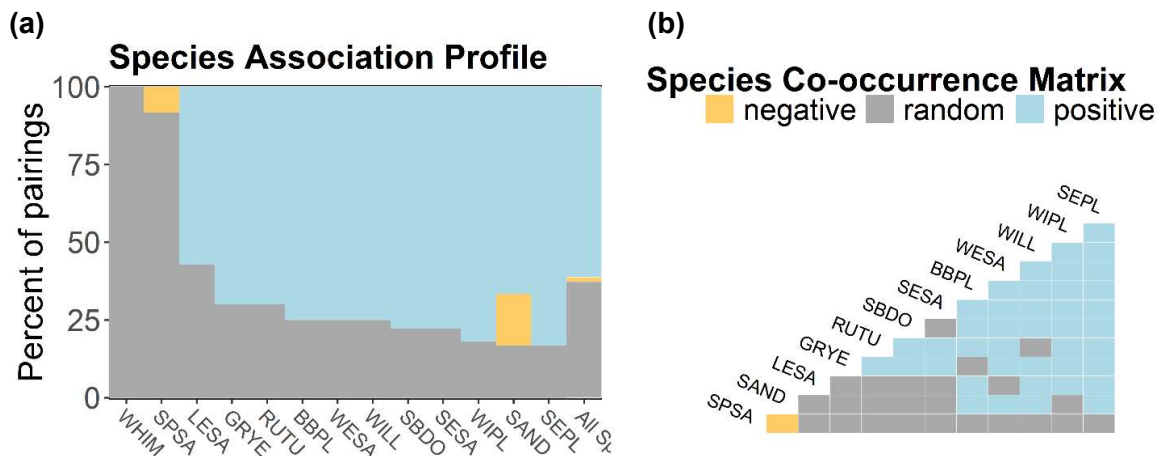 (a)
Species Association Profile
Percent of pairings
100
75
50
25
0
WHIM
SPSA
LESA
GRYE
RUTU
BBPL
WESA
WILL
SBDO
SESA
WIPL
SAND
SEPL
All Sp
(b)
Species Co-occurrence Matrix
negative random positive
SEPL
WIPL
WILL
WESA
BBPL
SESA
SBDO
RUTU
GRYE
LESA
SAND
SPSA